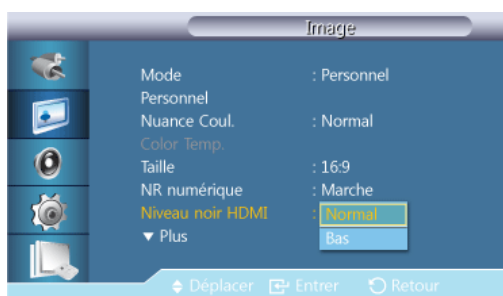 Image
Mode : Personnel
Personnel
Nuance Coul. : Normal
Color Temp.
Taille : 16:9
NR numérique : Marche
Niveau noir HDMI : Normal
▼ Plus Bas
Déplacer Entrer Retour